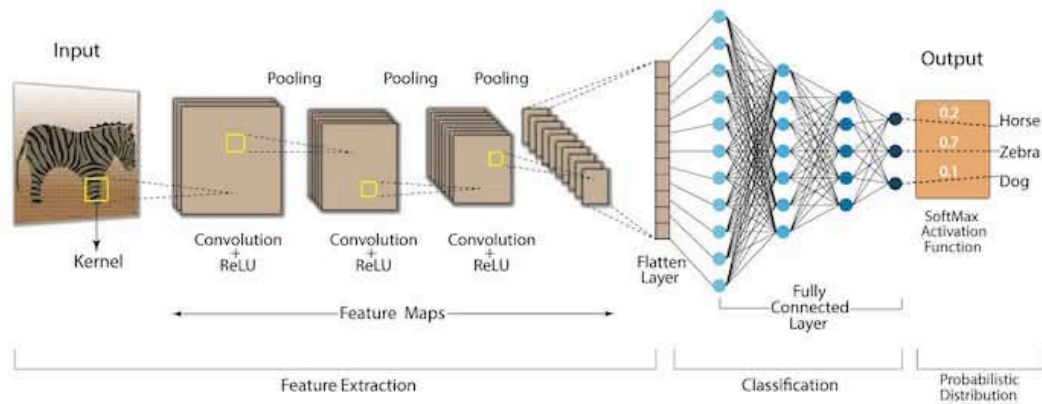 Input
Kernel
Pooling
Pooling
Pooling
Convolution
+
ReLU
Convolution
+
ReLU
Convolution
+
ReLU
Feature Maps
Flatten
Layer
Fully
Connected
Layer
Output
0.2
0.7
0.1
Horse
Zebra
Dog
SoftMax
Activation
Function
Feature Extraction
Classification
Probabilistic
Distribution